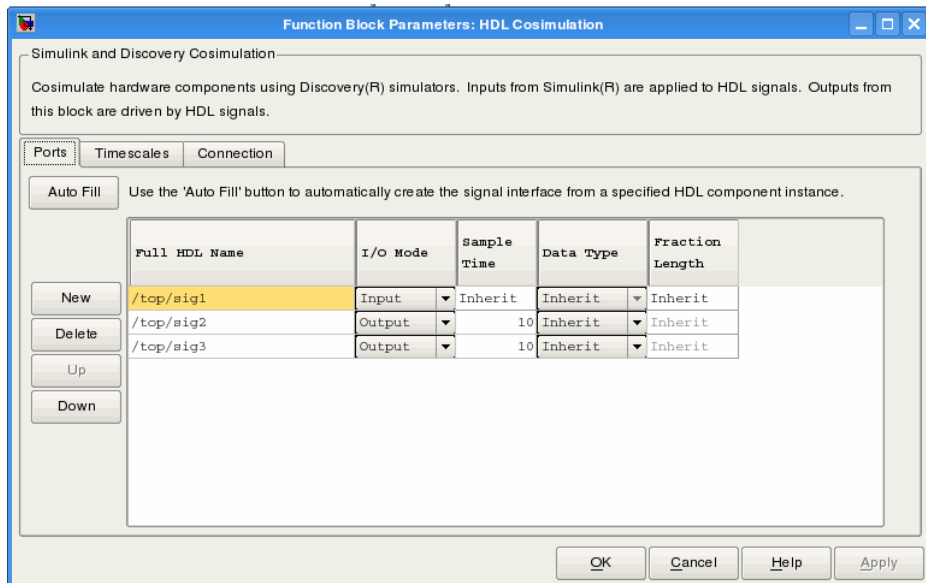 Function Block Parameters: HDL Cosimulation
Simulink and Discovery Cosimulation
Cosimulate hardware components using Discovery(R) simulators. Inputs from Simulink(R) are applied to HDL signals. Outputs from
this block are driven by HDL signals.
Ports Timescales Connection
Auto Fill Use the 'Auto Fill' button to automatically create the signal interface from a specified HDL component instance.
Full HDL Name I/O Mode Sample Time Data Type Fraction Length
New /top/sig1 Input Inherit Inherit Inherit
/top/sig2 Output 10 Inherit Inherit
Delete
/top/sig3 Output 10 Inherit Inherit
Up
Down
OK Cancel Help Apply